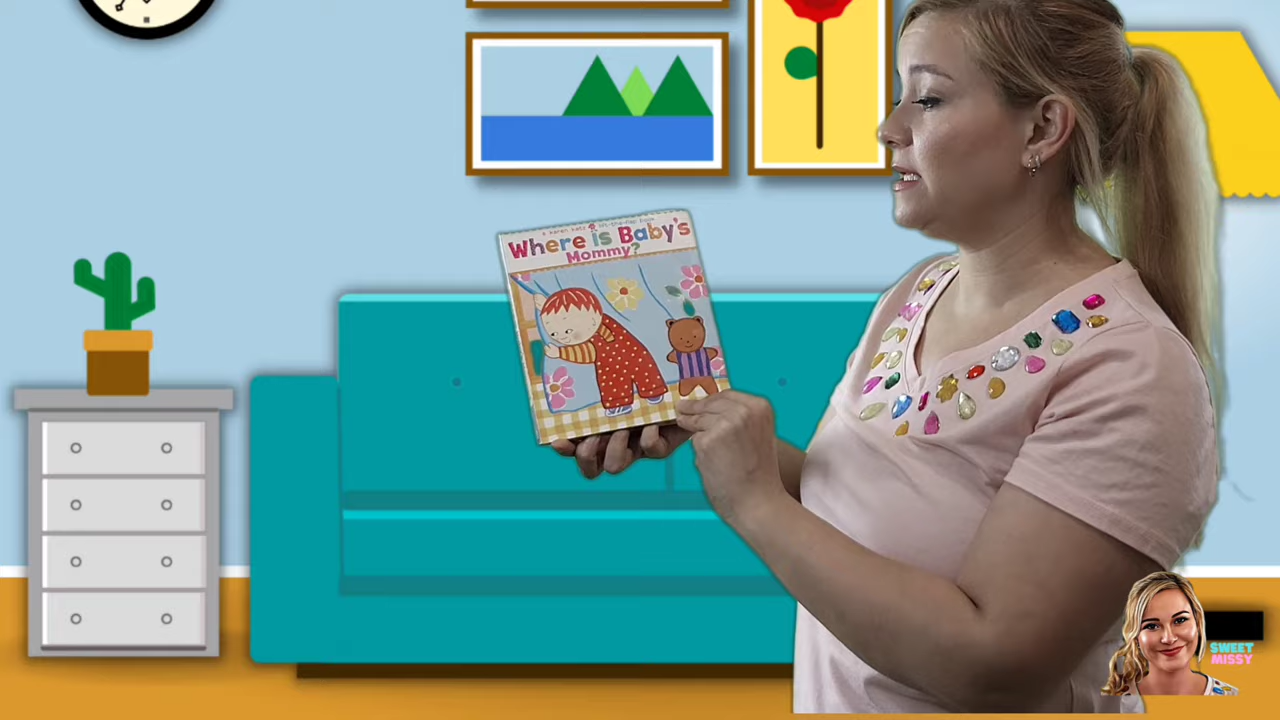 a Karen Katz lift-the-flap book
Where is Baby's
Mommy?
SWEET
MISSY